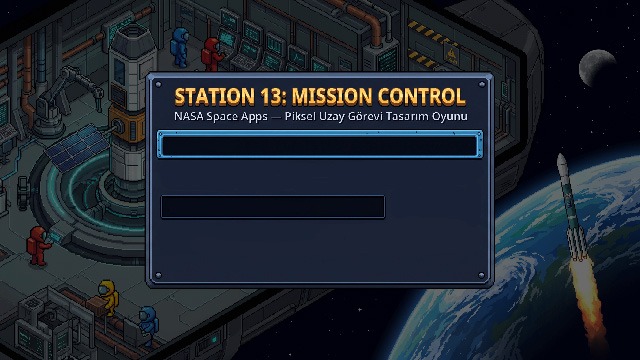 STATION 13: MISSION CONTROL
NASA Space Apps — Piksel Uzay Görevi Tasarım Oyunu